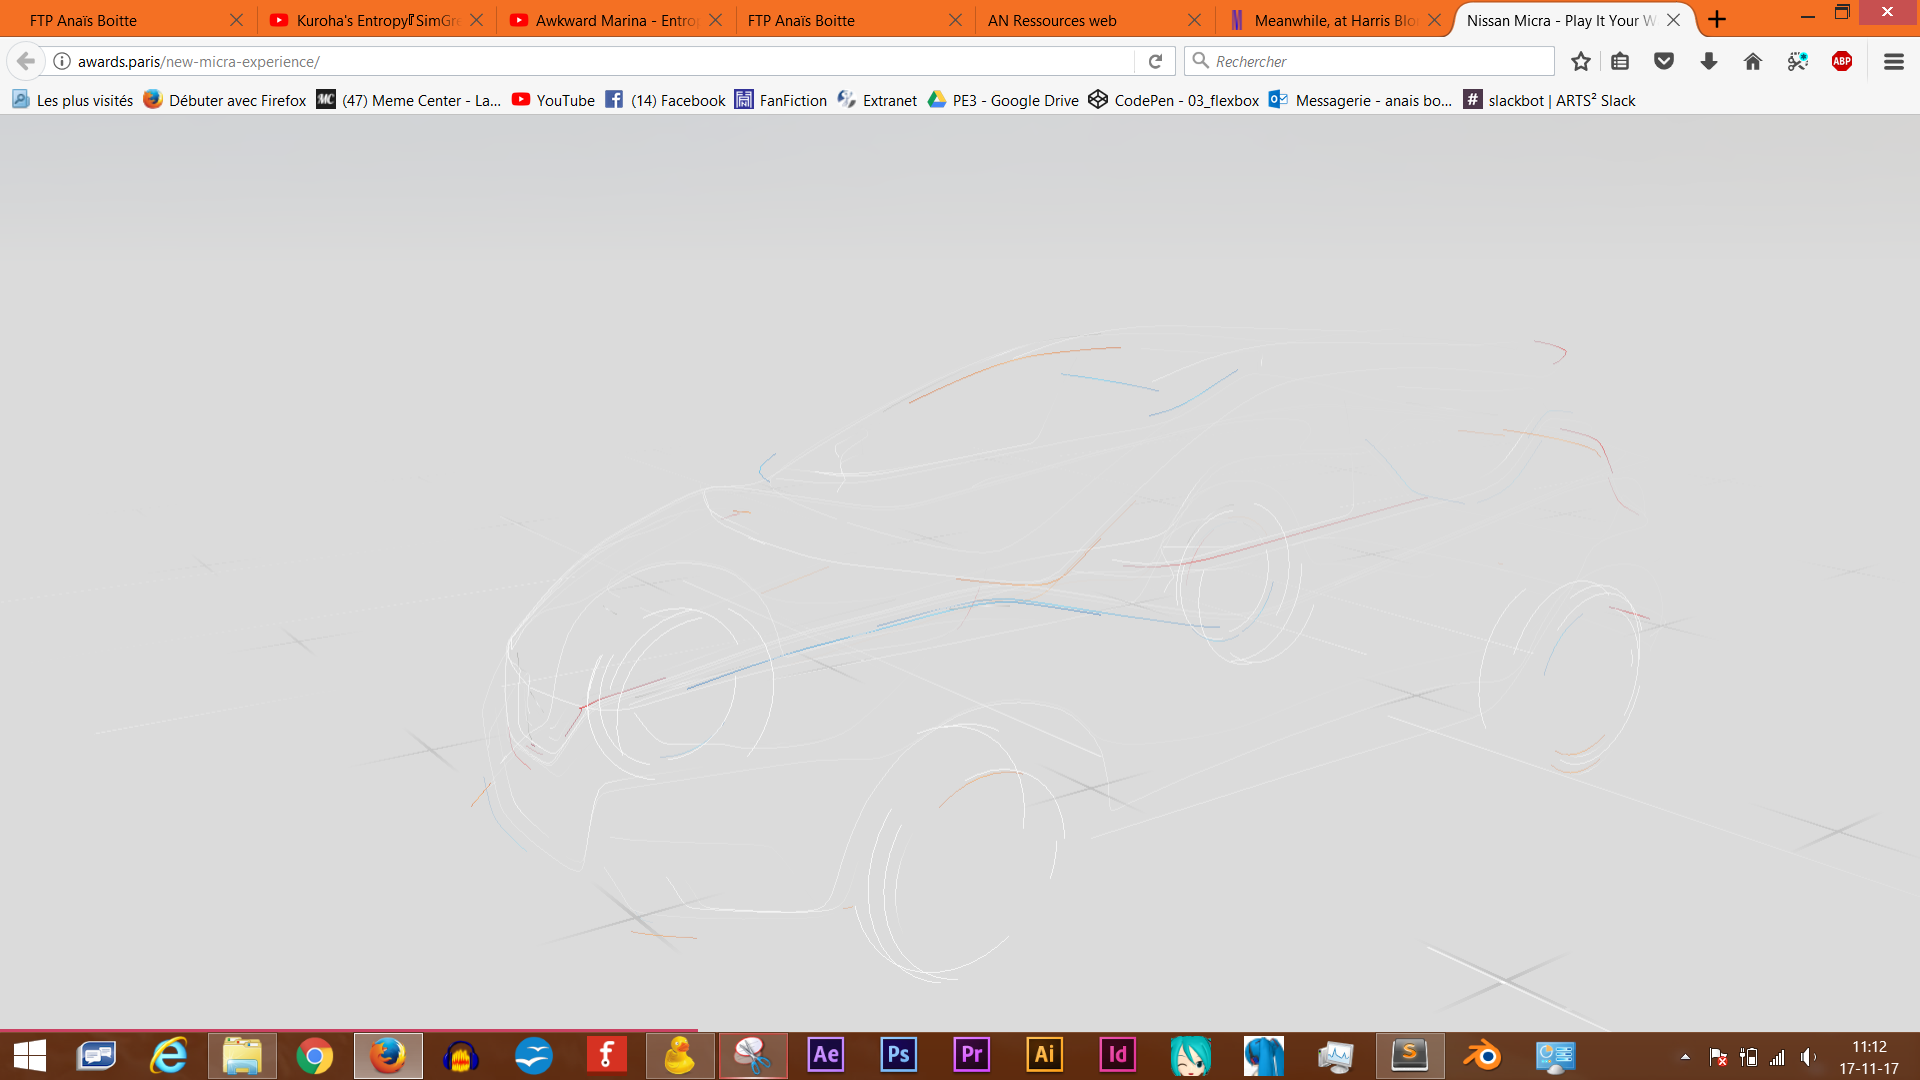 FTP Anaïs Boitte
Kuroha's Entropy SimGr
Awkward Marina - Entro
FTP Anaïs Boitte
AN Ressources web
Meanwhile, at Harris Blo
Nissan Micra - Play It Your W
awards.paris/new-micra-experience/
Rechercher
ABP
Les plus visités
Débuter avec Firefox
MC (47) Meme Center - La...
YouTube
(14) Facebook
FanFiction
Extranet
PE3 - Google Drive
CodePen - 03_flexbox
Messagerie - anais bo...
slackbot | ARTS² Slack
Ae
Ps
Pr
Ai
Id
11:12
17-11-17